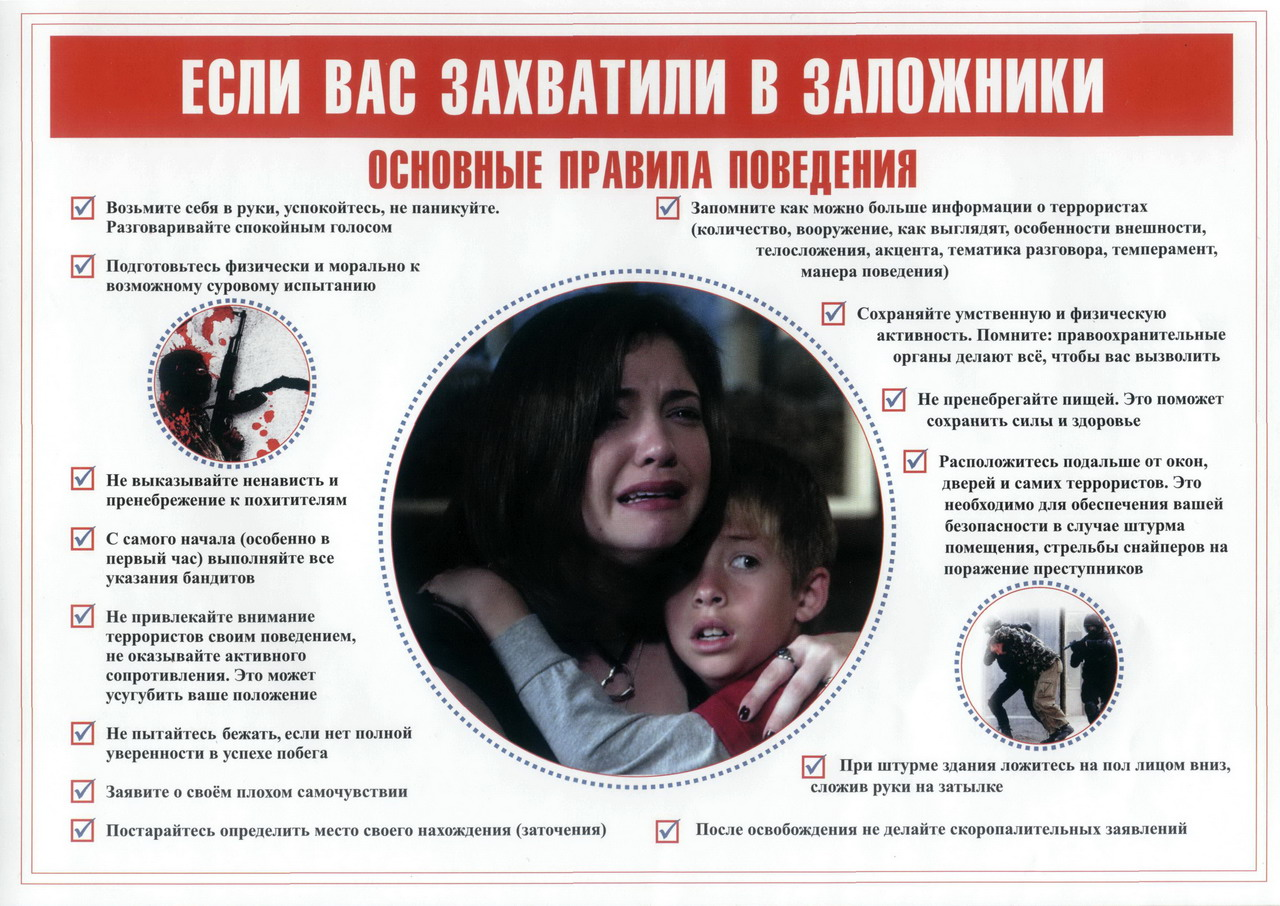 ЕСЛИ ВАС ЗАХВАТИЛИ В ЗАЛОЖНИКИ
ОСНОВНЫЕ ПРАВИЛА ПОВЕДЕНИЯ
Возьмите себя в руки, успокойтесь, не паникуйте.
Разговаривайте спокойным голосом
Подготовьтесь физически и морально к
возможному суровому испытанию
Не выказывайте ненависть и
пренебрежение к похитителям
С самого начала (особенно в
первый час) выполняйте все
указания бандитов
Не привлекайте внимание
террористов своим поведением,
не оказывайте активного
сопротивления. Это может
усугубить ваше положение
Не пытайтесь бежать, если нет полной
уверенности в успехе побега
Заявите о своём плохом самочувствии
Постарайтесь определить место своего нахождения (заточения)
Запомните как можно больше информации о террористах
(количество, вооружение, как выглядят, особенности внешности,
телосложения, акцента, тематика разговора, темперамент,
манера поведения)
Сохраняйте умственную и физическую
активность. Помните: правоохранительные
органы делают всё, чтобы вас вызволить
Не пренебрегайте пищей. Это поможет
сохранить силы и здоровье
Расположитесь подальше от окон,
дверей и самих террористов. Это
необходимо для обеспечения вашей
безопасности в случае штурма
помещения, стрельбы снайперов на
поражение преступников
При штурме здания ложитесь на пол лицом вниз,
сложив руки на затылке
После освобождения не делайте скоропалительных заявлений